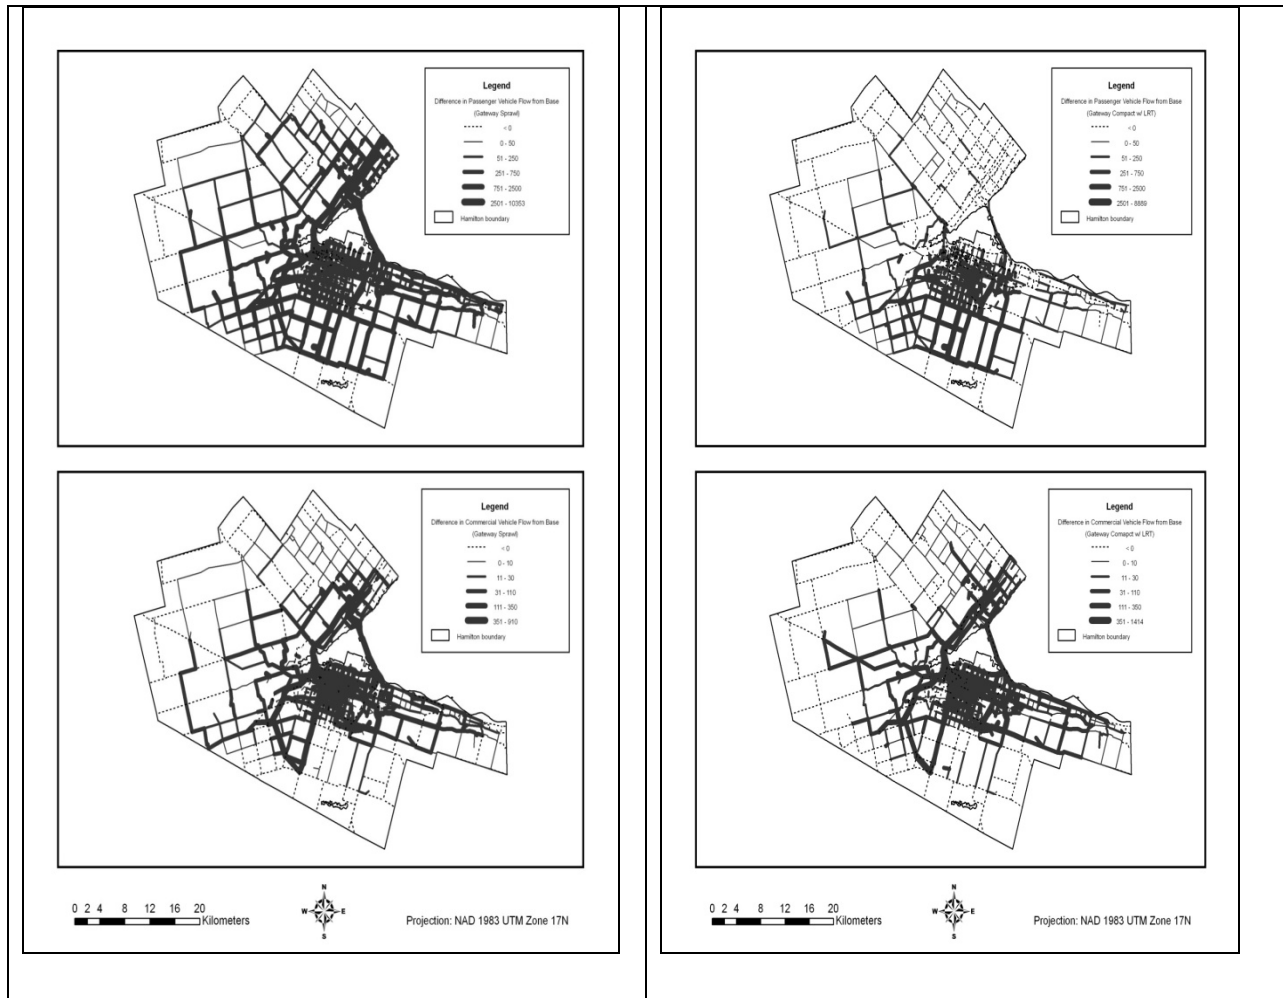 Legend
Difference in Passenger Vehicle Flow from Base
(Gateway Sprawl)
< 0
0 - 50
51 - 250
251 - 750
751 - 2500
2501 - 10353
Hamilton boundary
Legend
Difference in Passenger Vehicle Flow from Base
(Gateway Compact w/ LRT)
< 0
0 - 50
51 - 250
251 - 750
751 - 2500
2501 - 8889
Hamilton boundary
Legend
Difference in Commercial Vehicle Flow from Base
(Gateway Sprawl)
< 0
0 - 10
11 - 30
31 - 110
111 - 350
351 - 910
Hamilton boundary
Legend
Difference in Commercial Vehicle Flow from Base
(Gateway Comapct w/ LRT)
< 0
0 - 10
11 - 30
31 - 110
111 - 350
351 - 1414
Hamilton boundary
0 2 4 8 12 16 20
Kilometers
N
W E
S
Projection: NAD 1983 UTM Zone 17N
0 2 4 8 12 16 20
Kilometers
N
W E
S
Projection: NAD 1983 UTM Zone 17N